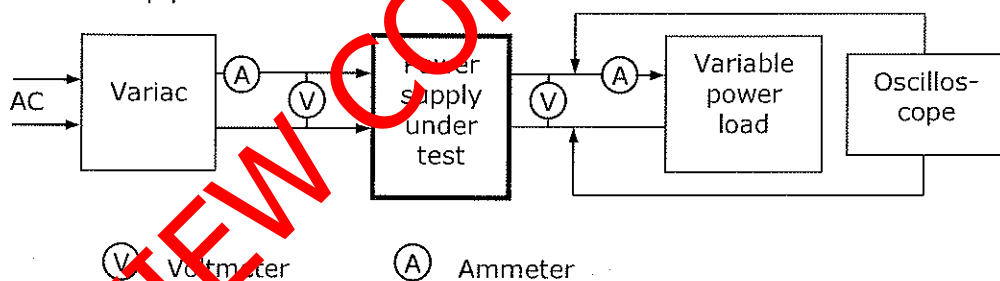 AC
Variac
A
V
Power
supply
under
test
V
A
Variable
power
load
Oscillos-
cope
V Voltmeter
A Ammeter